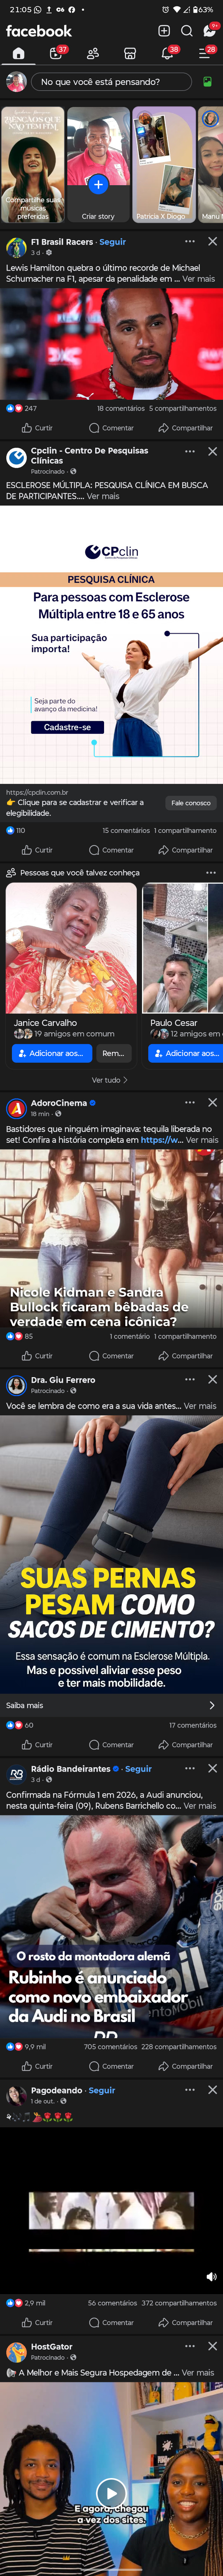 21:05
63%
facebook
9+
37
38
28
No que você está pensando?
Compartilhe suas
músicas
preferidas
Criar story
Patrícia X Diogo
Manu
F1 Brasil Racers · Seguir
3 d ·
Lewis Hamilton quebra o último recorde de Michael
Schumacher na F1, apesar da penalidade em ... Ver mais
247
18 comentários 5 compartilhamentos
Curtir
Comentar
Compartilhar
Cpclin - Centro De Pesquisas
Clínicas
Patrocinado ·
ESCLEROSE MÚLTIPLA: PESQUISA CLÍNICA EM BUSCA
DE PARTICIPANTES.... Ver mais
CPclin
PESQUISA CLÍNICA
Para pessoas com Esclerose
Múltipla entre 18 e 65 anos
Sua participação
importa!
Seja parte do
avanço da medicina!
Cadastre-se
https://cpclin.com.br
Clique para se cadastrar e verificar a
elegibilidade.
Fale conosco
110
15 comentários 1 compartilhamento
Curtir
Comentar
Compartilhar
Pessoas que você talvez conheça
Janice Carvalho
19 amigos em comum
Adicionar aos...
Rem...
Paulo Cesar
12 amigos em
Adicionar aos...
Ver tudo
AdoroCinema
18 min ·
Bastidores que ninguém imaginava: tequila liberada no
set! Confira a história completa em https://w... Ver mais
Nicole Kidman e Sandra
Bullock ficaram bêbadas de
verdade em cena icônica?
85
1 comentário 1 compartilhamento
Curtir
Comentar
Compartilhar
Dra. Giu Ferrero
Patrocinado ·
Você se lembra de como era a sua vida antes... Ver mais
SUAS PERNAS
PESAM COMO
SACOS DE CIMENTO?
Essa sensação é comum na Esclerose Múltipla.
Mas e possivel aliviar esse peso
e ter mais mobilidade.
Saiba mais
60
17 comentários
Curtir
Comentar
Compartilhar
Rádio Bandeirantes · Seguir
3 d ·
Confirmada na Fórmula 1 em 2026, a Audi anunciou,
nesta quinta-feira (09), Rubens Barrichello co... Ver mais
O rosto da montadora alemã
Rubinho é anunciado
como novo embaixador
da Audi no Brasil
9,9 mil
705 comentários 228 compartilhamentos
Curtir
Comentar
Compartilhar
Pagodeando · Seguir
1 de out. ·
2,9 mil
56 comentários 372 compartilhamentos
Curtir
Comentar
Compartilhar
HostGator
Patrocinado ·
A Melhor e Mais Segura Hospedagem de ... Ver mais
E agora, chegou
a vez dos sites.